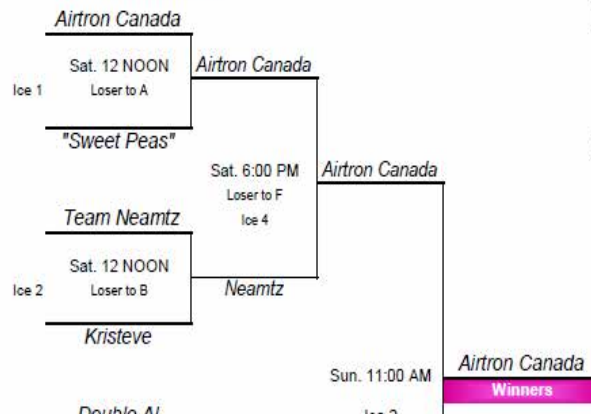 Airtron Canada
Sat. 12 NOON
Airtron Canada
Ice 1
Loser to A
"Sweet Peas"
Sat. 6:00 PM
Airtron Canada
Loser to F
Team Neamtz
Ice 4
Sat. 12 NOON
Ice 2
Loser to B
Neamtz
Kristeve
Sun. 11:00 AM
Airtron Canada
Winners